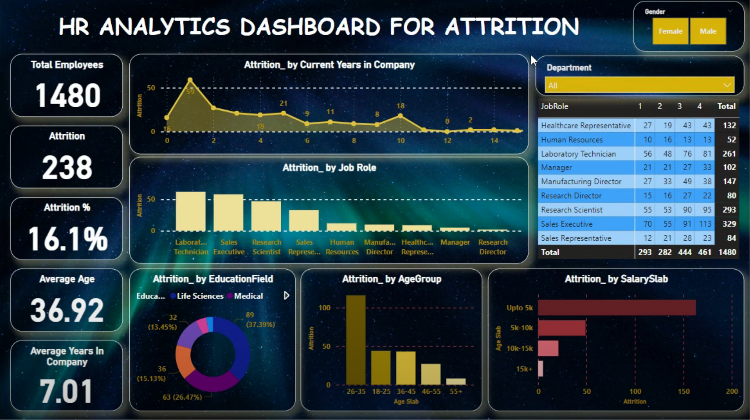 HR ANALYTICS DASHBOARD FOR ATTRITION
Gender
Female Male
Total Employees
1480
Attrition
238
Attrition %
16.1%
Average Age
36.92
Average Years In
Company
7.01
Attrition_ by Current Years in Company
Attrition
50
0
59
21
18
9
11
8
18
0
2
0 2 4 6 8 10 12 14
Department
All
JobRole 1 2 3 4 Total
Healthcare Representative 27 19 43 43 132
Human Resources 10 16 13 13 52
Laboratory Technician 56 48 76 81 261
Manager 21 21 27 33 102
Manufacturing Director 27 33 49 38 147
Research Director 15 16 27 22 80
Research Scientist 55 53 90 95 293
Sales Executive 70 55 91 113 329
Sales Representative 12 21 28 23 84
Total 293 282 444 461 1480
Attrition_ by Job Role
Attrition
50
0
Laborat... Sales Research Sales Human Manufa... Healthc... Manager Research
Technician Executive Scientist Represe... Resources Director Represe... Director
Attrition_ by EducationField
Educa... Life Sciences Medical
32
(13.45%)
89
(37.39%)
36
(15.13%)
63 (26.47%)
Attrition_ by AgeGroup
Attrition
100
50
0
26-35 18-25 36-45 46-55 55+
Age Slab
Attrition_ by SalarySlab
Age Slab
Upto 5k
5k-10k
10k-15k
15k+
0 50 100 150 200
Attrition